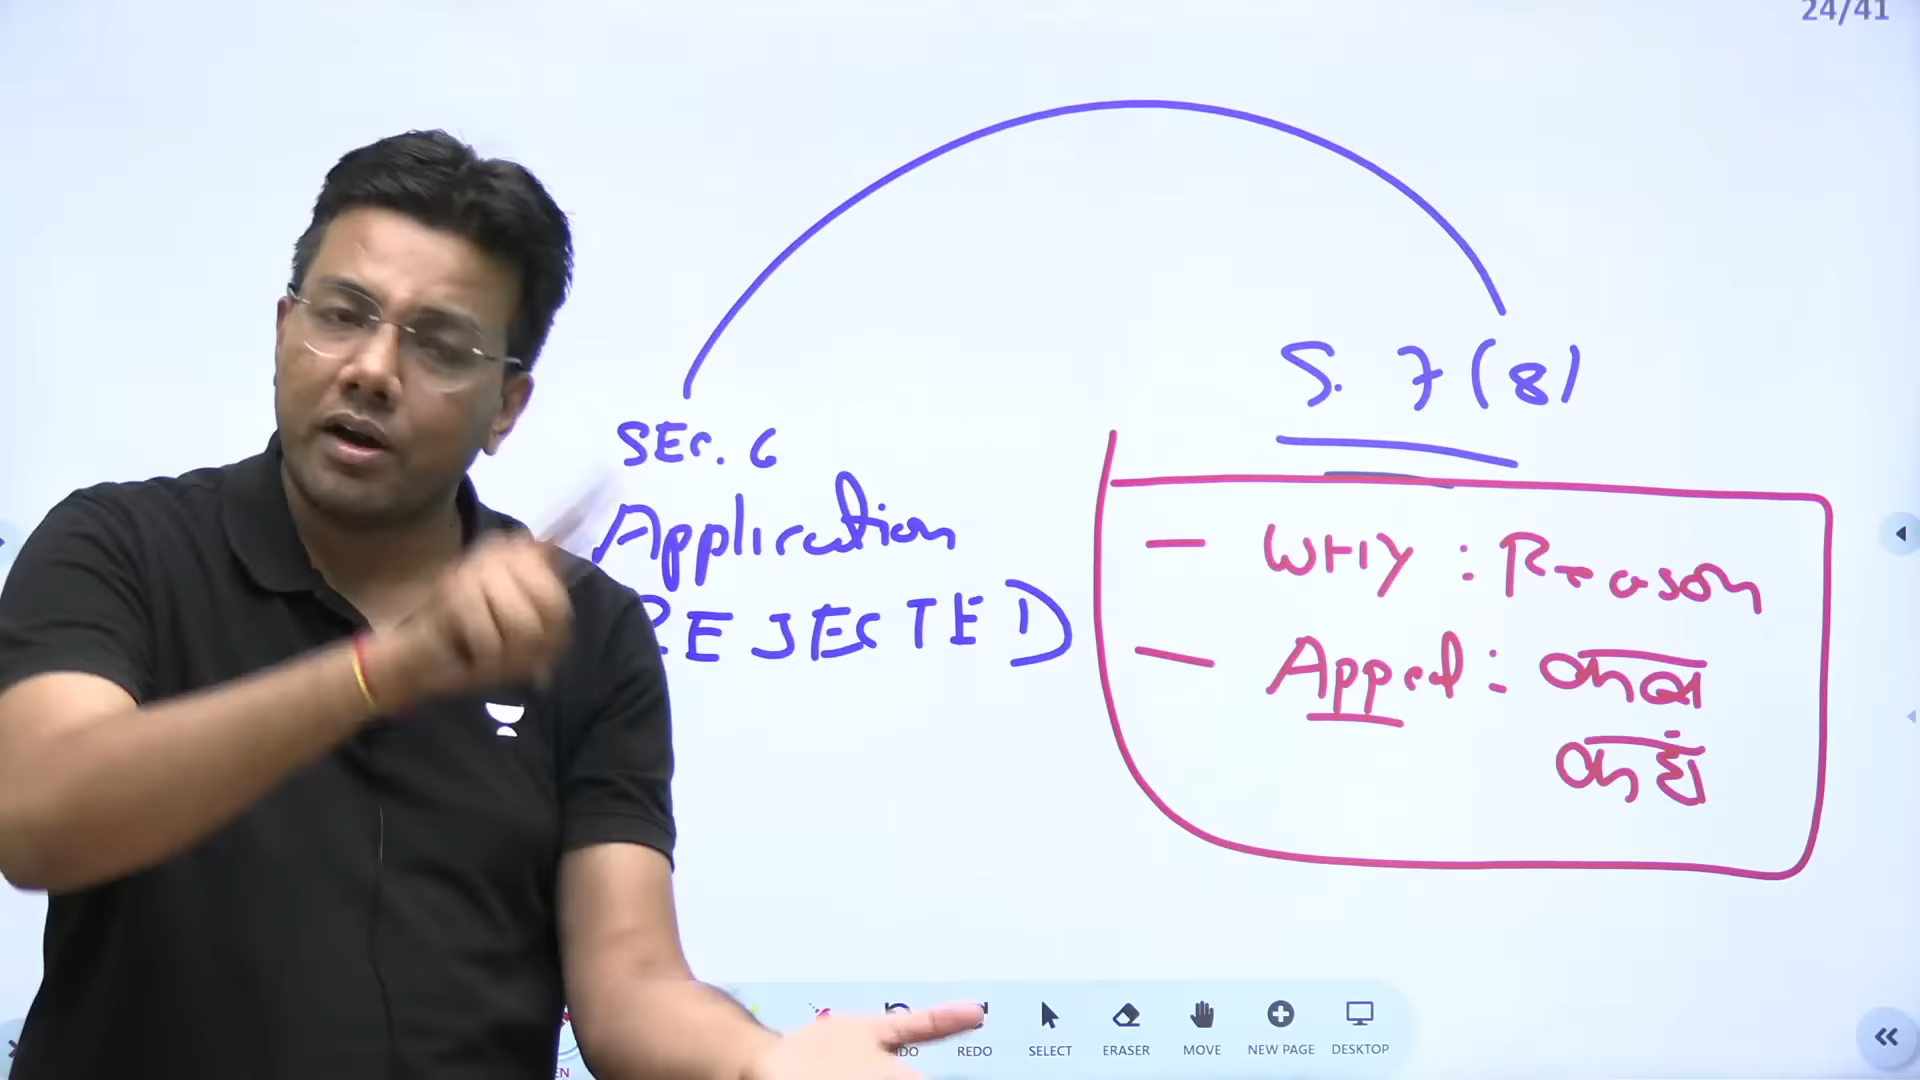 24/41
S. 7(8)
SEC. 6
Application
REJECTED
- WHY : Reason
- Appeal : कब
कहाँ
REDO
SELECT
ERASER
MOVE
NEW PAGE
DESKTOP